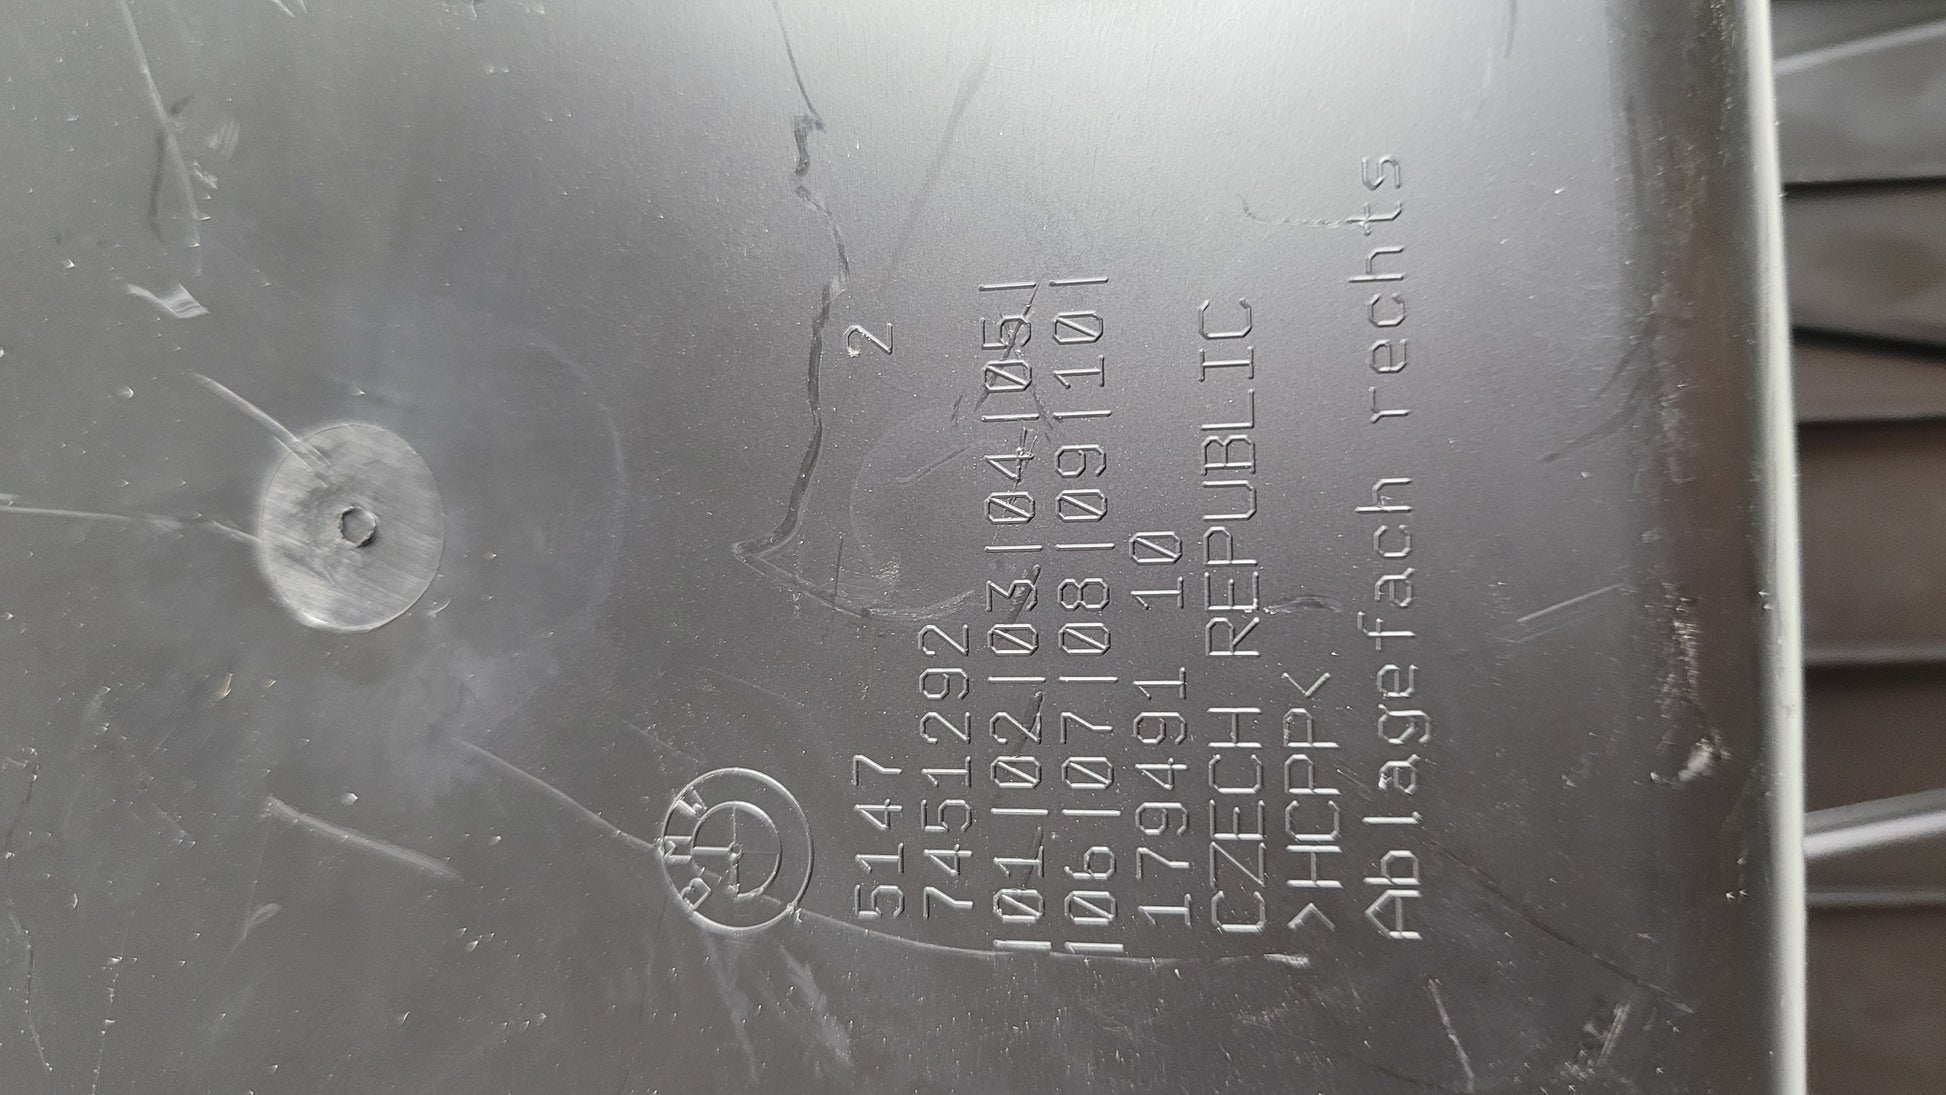 BMW
5147 2
7451292
|01|02|03|04|05|
|06|07|08|09|10|
179491 10
CZECH REPUBLIC
>HCPP<
Ablagefach rechts